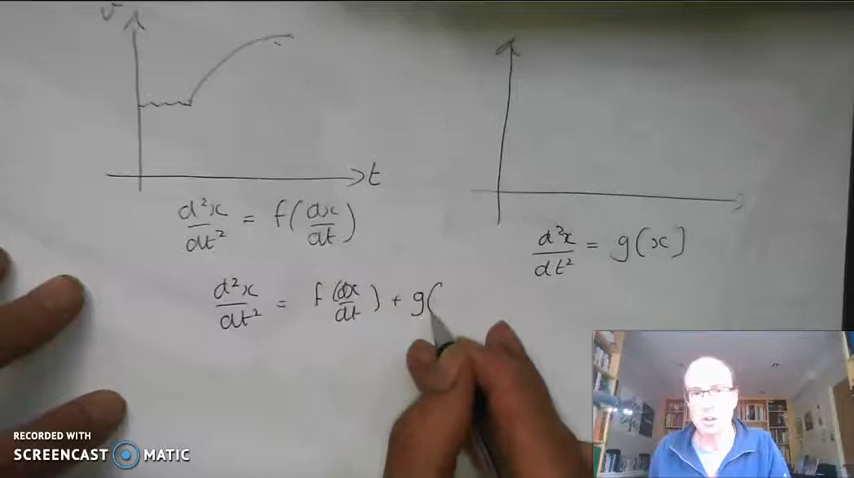 v
t
d²x/dt² = f(dx/dt)
d²x/dt² = g(x)
d²x/dt² = f(dx/dt) + g(
RECORDED WITH
SCREENCAST O MATIC